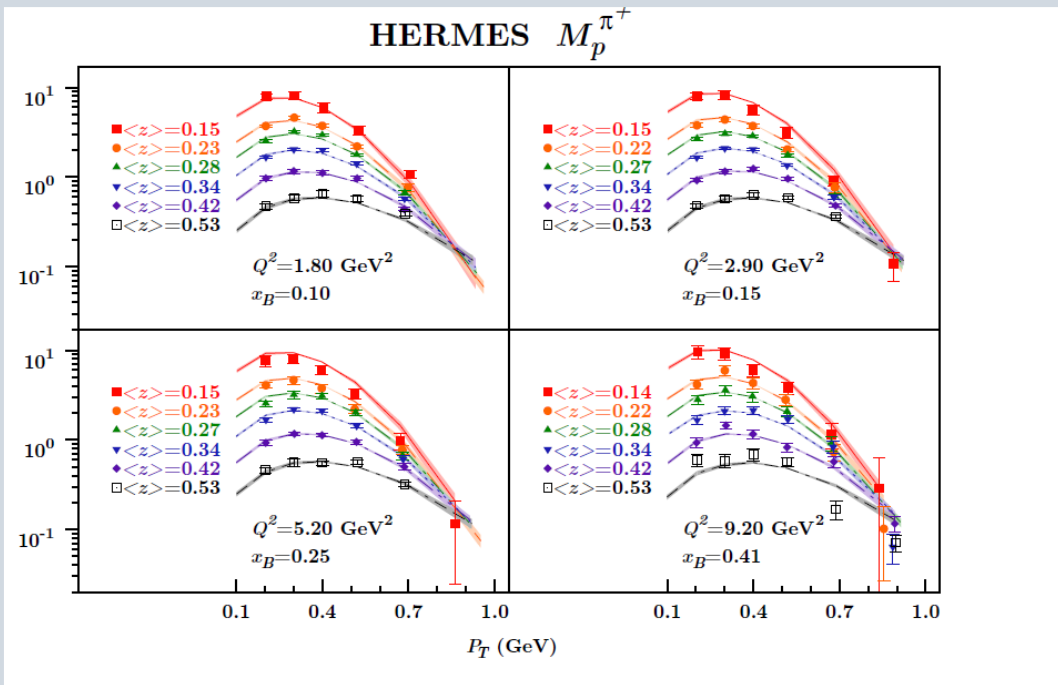 HERMES M_p^{π+}
10^1
10^0
10^{-1}
<z>=0.15
<z>=0.23
<z>=0.28
<z>=0.34
<z>=0.42
<z>=0.53
Q^2=1.80 GeV^2
x_B=0.10
<z>=0.15
<z>=0.22
<z>=0.27
<z>=0.34
<z>=0.42
<z>=0.53
Q^2=2.90 GeV^2
x_B=0.15
10^1
10^0
10^{-1}
<z>=0.15
<z>=0.23
<z>=0.27
<z>=0.34
<z>=0.42
<z>=0.53
Q^2=5.20 GeV^2
x_B=0.25
<z>=0.14
<z>=0.22
<z>=0.28
<z>=0.34
<z>=0.42
<z>=0.53
Q^2=9.20 GeV^2
x_B=0.41
0.1 0.4 0.7 1.0 0.1 0.4 0.7 1.0
P_T (GeV)